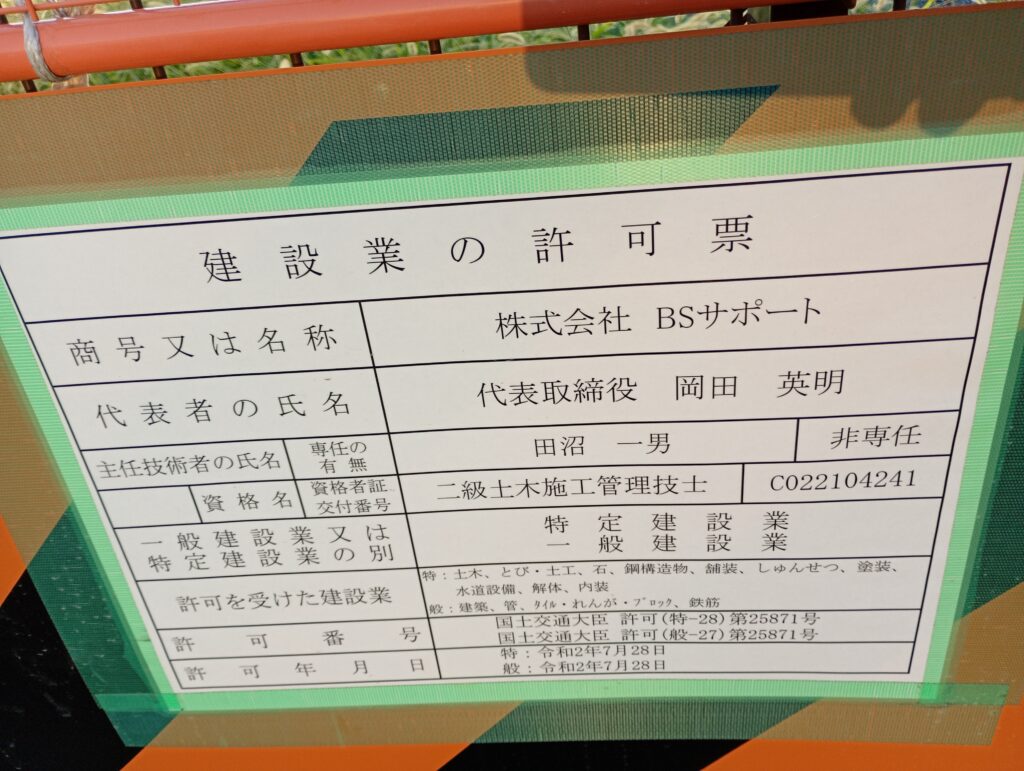 建設業の許可票
商号又は名称
株式会社 BSサポート
代表者の氏名
代表取締役 岡田 英明
主任技術者の氏名
専任の
有無
田沼 一男
非専任
資格名
資格者証
交付番号
二級土木施工管理技士
C022104241
一般建設業又は
特定建設業の別
特定建設業
一般建設業
許可を受けた建設業
特：土木、とび・土工、石、鋼構造物、舗装、しゅんせつ、塗装、
水道設備、解体、内装
般：建築、管、ﾀｲﾙ・れんが・ﾌﾞﾛｯｸ、鉄筋
許可番号
国土交通大臣 許可(特-28)第25871号
国土交通大臣 許可(般-27)第25871号
許可年月日
特：令和2年7月28日
般：令和2年7月28日